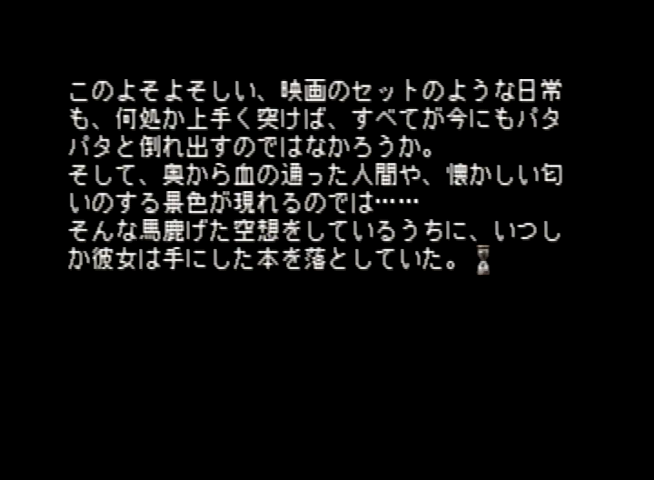 このよそよそしい、映画のセットのような日常
も、何処か上手く突けば、すべてが今にもパタ
パタと倒れ出すのではなかろうか。
そして、奥から血の通った人間や、懐かしい匂
いのする景色が現れるのでは……
そんな馬鹿げた空想をしているうちに、いつし
か彼女は手にした本を落としていた。